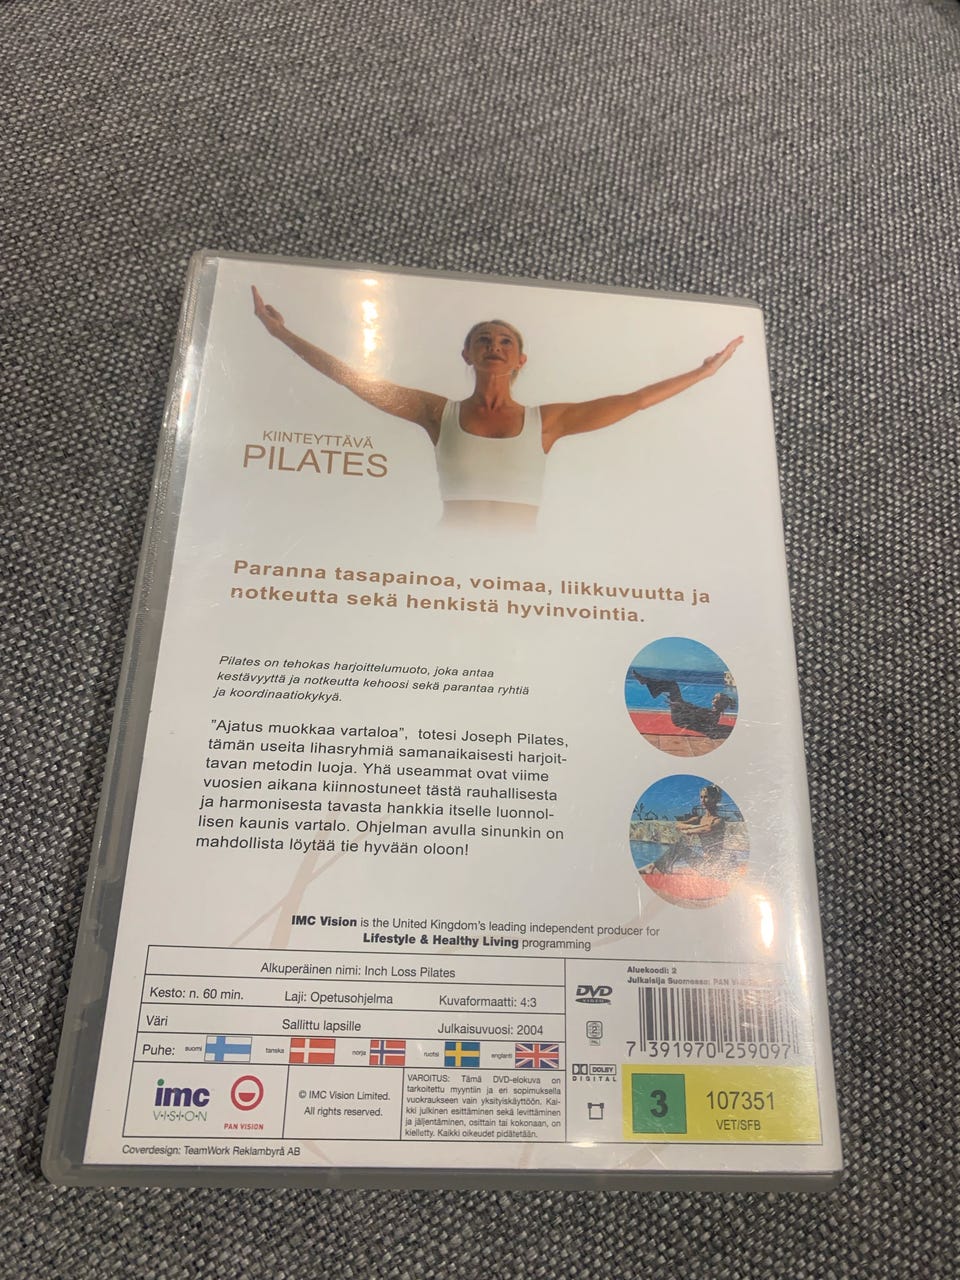 KIINTEYTTÄVÄ
PILATES
Paranna tasapainoa, voimaa, liikkuvuutta ja
notkeutta sekä henkistä hyvinvointia.
Pilates on tehokas harjoittelumuoto, joka antaa
kestävyyttä ja notkeutta kehoosi sekä parantaa ryhtiä
ja koordinaatiokykyä.
"Ajatus muokkaa vartaloa", totesi Joseph Pilates,
tämän useita lihasryhmiä samanaikaisesti harjoit-
tavan metodin luoja. Yhä useammat ovat viime
vuosien aikana kiinnostuneet tästä rauhallisesta
ja harmonisesta tavasta hankkia itselle luonnol-
lisen kaunis vartalo. Ohjelman avulla sinunkin on
mahdollista löytää tie hyvään oloon!
IMC Vision is the United Kingdom's leading independent producer for
Lifestyle & Healthy Living programming
Alkuperäinen nimi: Inch Loss Pilates
Kesto: n. 60 min. Laji: Opetusohjelma Kuvaformaatti: 4:3
Väri Sallittu lapsille Julkaisuvuosi: 2004
Puhe: suomi tanska norja ruotsi englanti
imc
VISION
PAN VISION
© IMC Vision Limited.
All rights reserved.
VAROITUS: Tämä DVD-elokuva on
tarkoitettu myyntiin ja eri sopimuksella
vuokraukseen vain yksityiskäyttöön. Kai-
kki julkinen esittäminen sekä levittäminen
ja jäljentäminen, osittain tai kokonaan, on
kielletty. Kaikki oikeudet pidätetään.
DVD
VIDEO
2
PAL
DOLBY
DIGITAL
Aluekoodi: 2
Julkaisija Suomessa: PAN
7 391970 259097
3 107351
VET/SFB
Coverdesign: TeamWork Reklambyrå AB